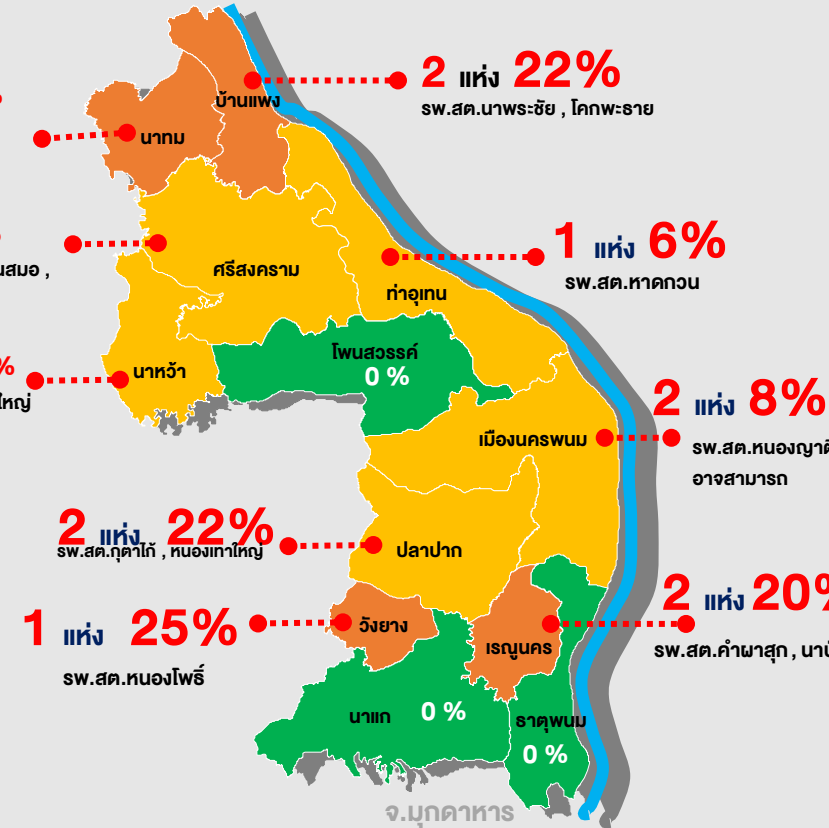 2 แห่ง 22%
รพ.สต.นาพระชัย , โคกพะธาย
บ้านแพง
นาทม
1 แห่ง 6%
รพ.สต.หาดกวน
ศรีสงคราม
ท่าอุเทน
โพนสวรรค์
0 %
นาหว้า
%
ใหญ่
2 แห่ง 8%
รพ.สต.หนองญาติ
อาจสามารถ
เมืองนครพนม
2 แห่ง 22%
รพ.สต.กุตาไก้ , หนองเทาใหญ่
ปลาปาก
2 แห่ง 20%
รพ.สต.คำผาสุก ,
1 แห่ง 25%
รพ.สต.หนองโพธิ์
วังยาง
เรณูนคร
นาแก 0 %
ธาตุพนม
0 %
จ.มุกดาหาร